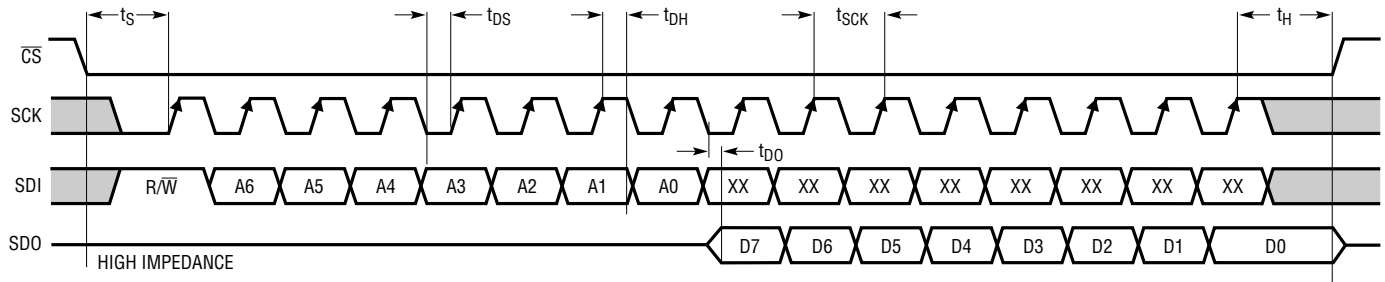 tS tDS tDH tSCK tH
C̅S̅
SCK
tDO
SDI R/W̅ A6 A5 A4 A3 A2 A1 A0 XX XX XX XX XX XX XX XX
SDO D7 D6 D5 D4 D3 D2 D1 D0
HIGH IMPEDANCE